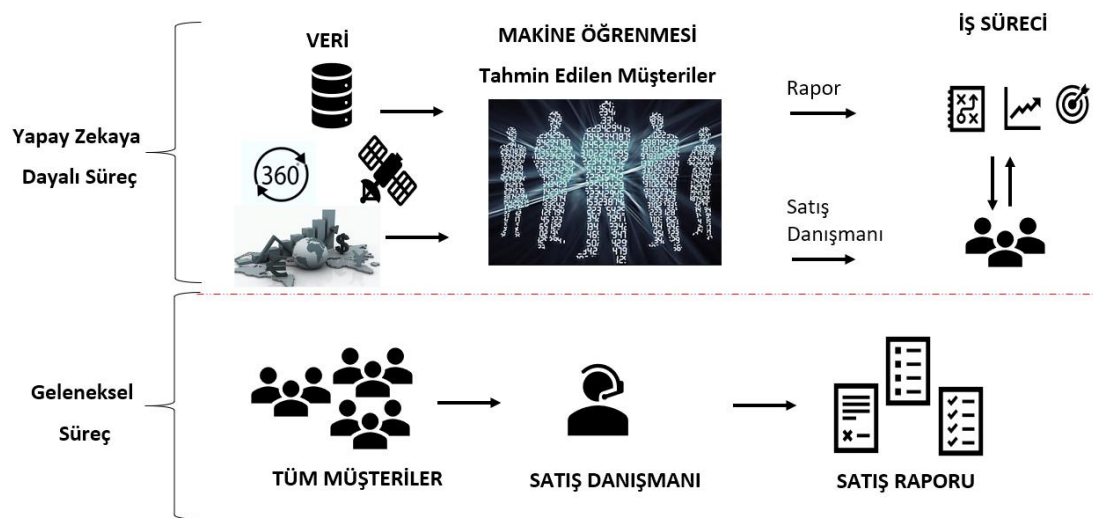 Yapay Zekaya
Dayalı Süreç
VERİ
360°
MAKİNE ÖĞRENMESİ
Tahmin Edilen Müşteriler
Rapor
Satış
Danışmanı
İŞ SÜRECİ
Geleneksel
Süreç
TÜM MÜŞTERİLER
SATIŞ DANIŞMANI
SATIŞ RAPORU